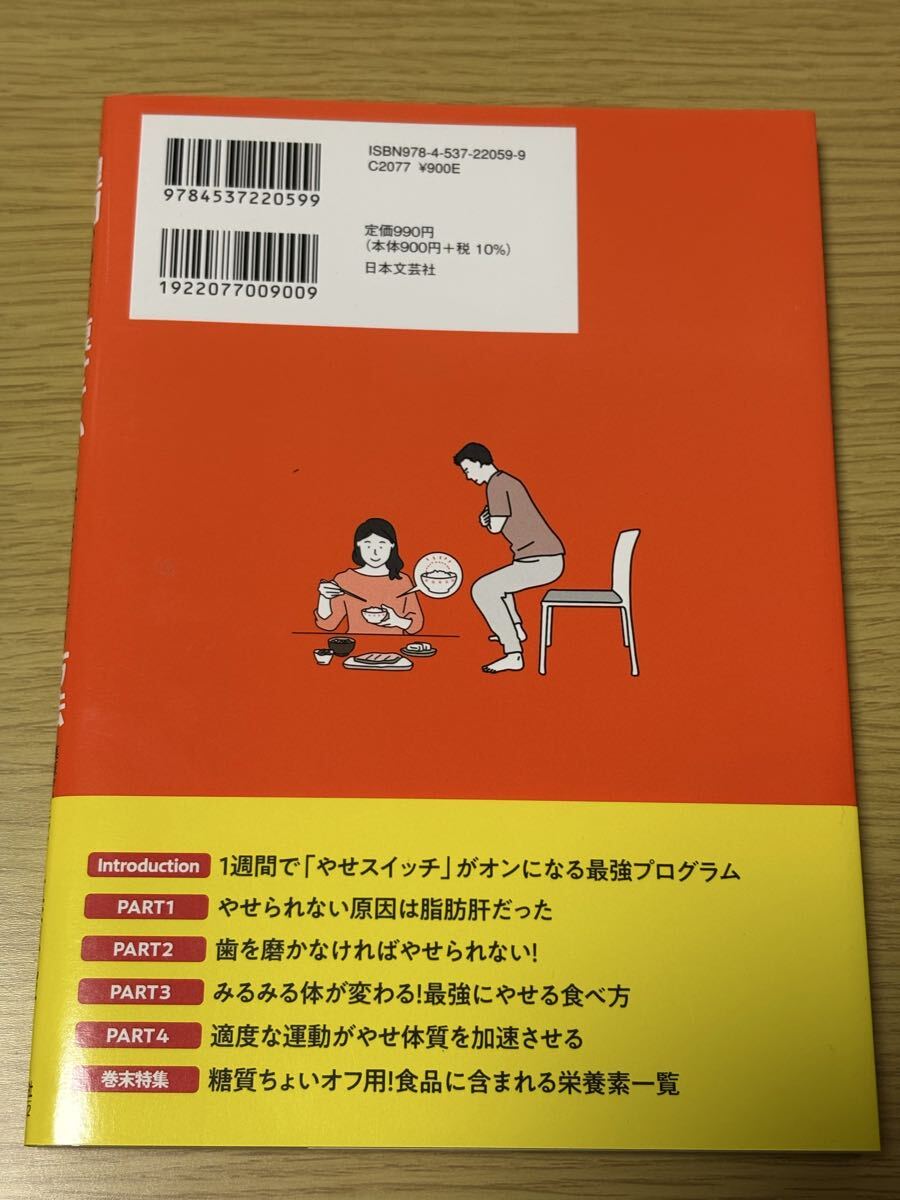 ISBN978-4-537-22059-9
C2077 ¥900E
9784537220599
定価990円
(本体900円+税 10%)
日本文芸社
1922077009009
Introduction 1週間で「やせスイッチ」がオンになる最強プログラム
PART1 やせられない原因は脂肪肝だった
PART2 歯を磨かなければやせられない!
PART3 みるみる体が変わる!最強にやせる食べ方
PART4 適度な運動がやせ体質を加速させる
巻末特集 糖質ちょいオフ用!食品に含まれる栄養素一覧